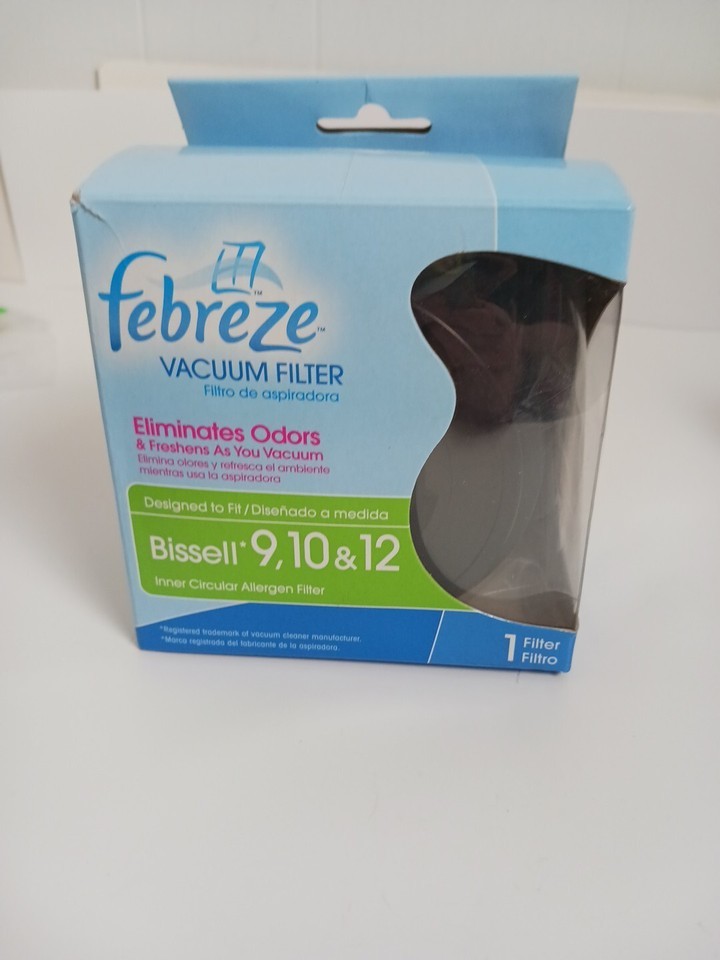 febreze™
VACUUM FILTER
Filtro de aspiradora
Eliminates Odors
& Freshens As You Vacuum
Elimina olores y refresca el ambiente
mientras usa la aspiradora
Designed to Fit / Diseñado a medida
Bissell* 9, 10 & 12
Inner Circular Allergen Filter
*Registered trademark of vacuum cleaner manufacturer.
*Marca registrada del fabricante de la aspiradora.
1 Filter
Filtro